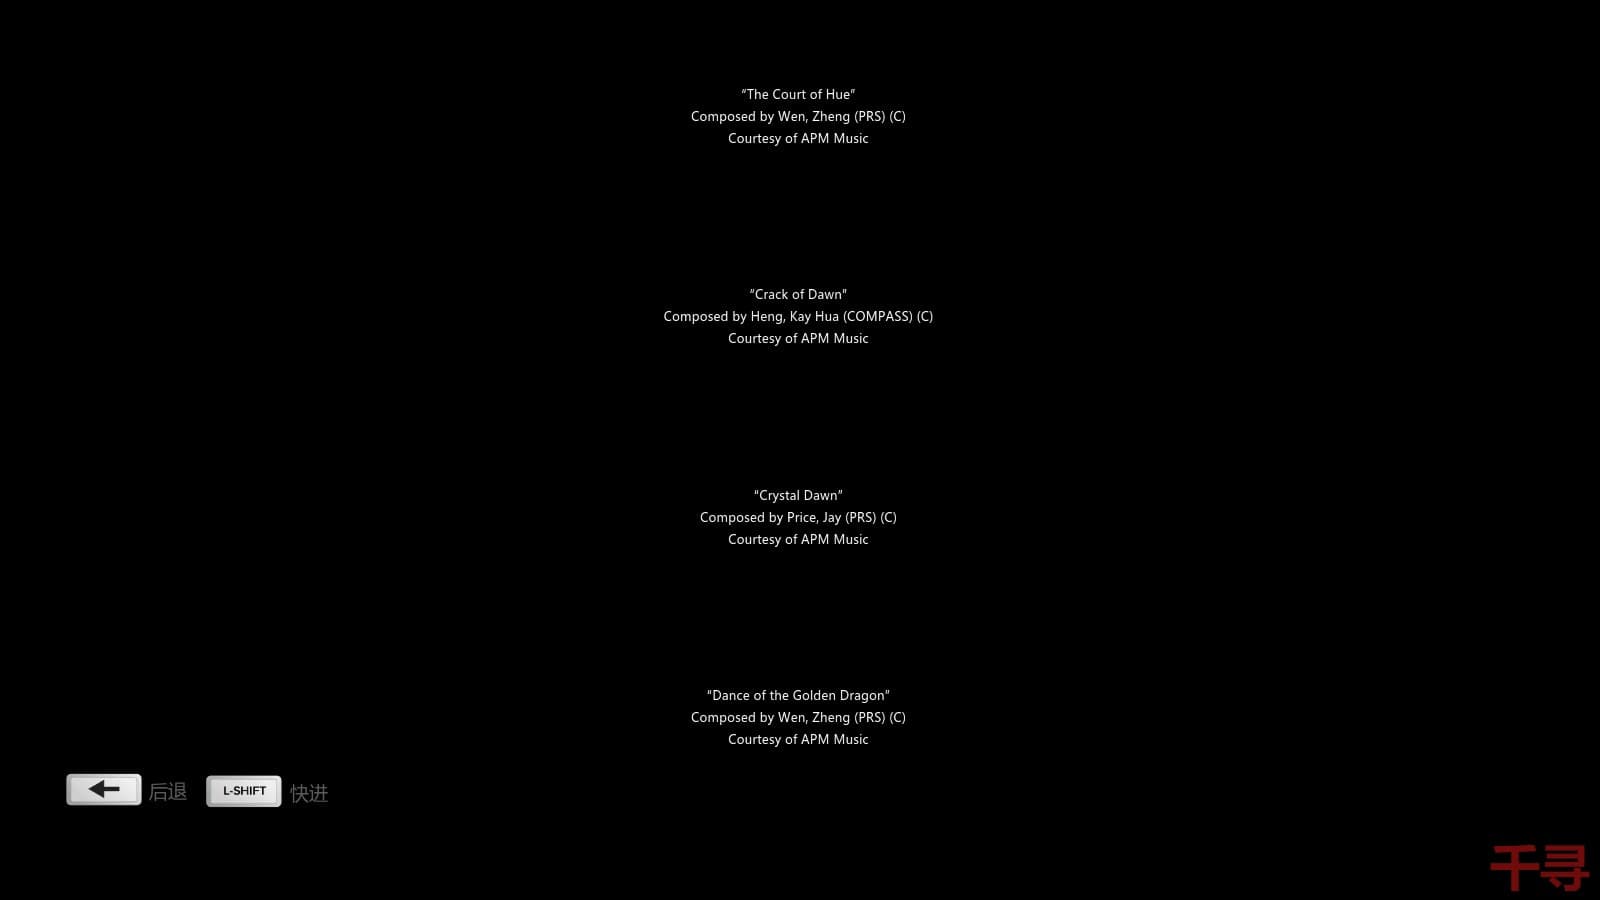 “The Court of Hue”
Composed by Wen, Zheng (PRS) (C)
Courtesy of APM Music
“Crack of Dawn”
Composed by Heng, Kay Hua (COMPASS) (C)
Courtesy of APM Music
“Crystal Dawn”
Composed by Price, Jay (PRS) (C)
Courtesy of APM Music
“Dance of the Golden Dragon”
Composed by Wen, Zheng (PRS) (C)
Courtesy of APM Music
后退 L-SHIFT 快进
千寻